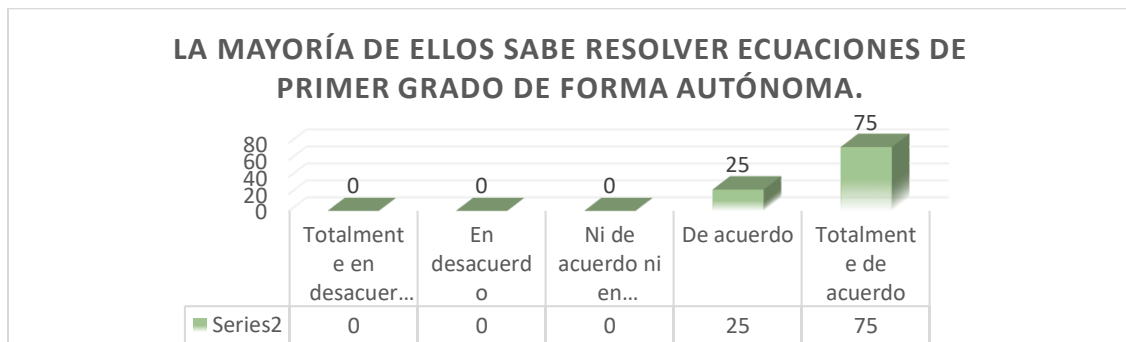 LA MAYORÍA DE ELLOS SABE RESOLVER ECUACIONES DE
PRIMER GRADO DE FORMA AUTÓNOMA.
80
60
40
20
0
0
0
0
25
75
Totalment
e en
desacuer...
En
desacuerd
o
Ni de
acuerdo ni
en...
De acuerdo
Totalment
e de
acuerdo
Series2 0 0 0 25 75